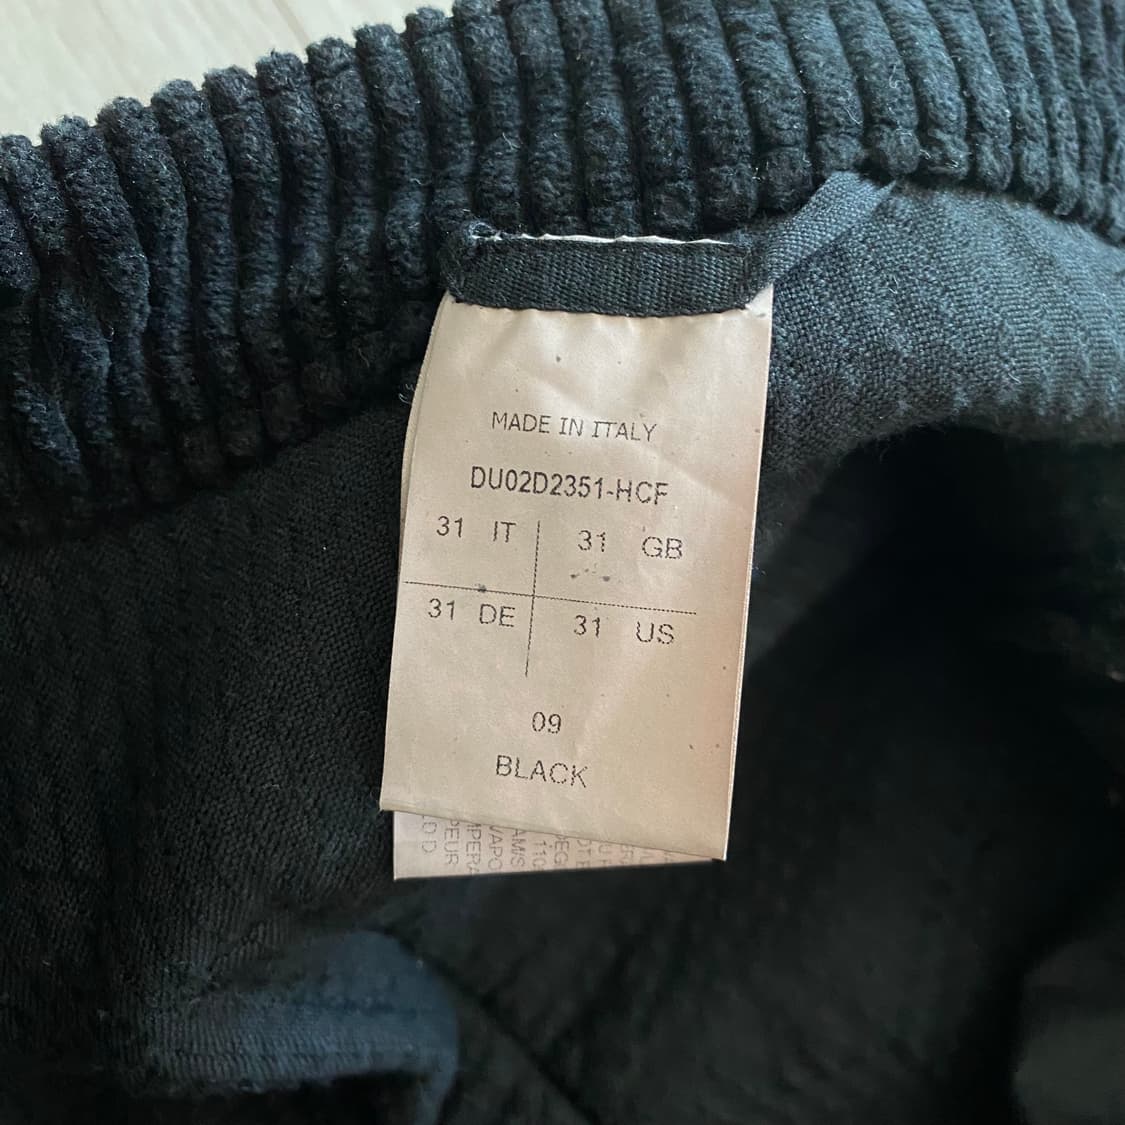 MADE IN ITALY
DU02D2351-HCF
31 IT 31 GB
31 DE 31 US
09
BLACK